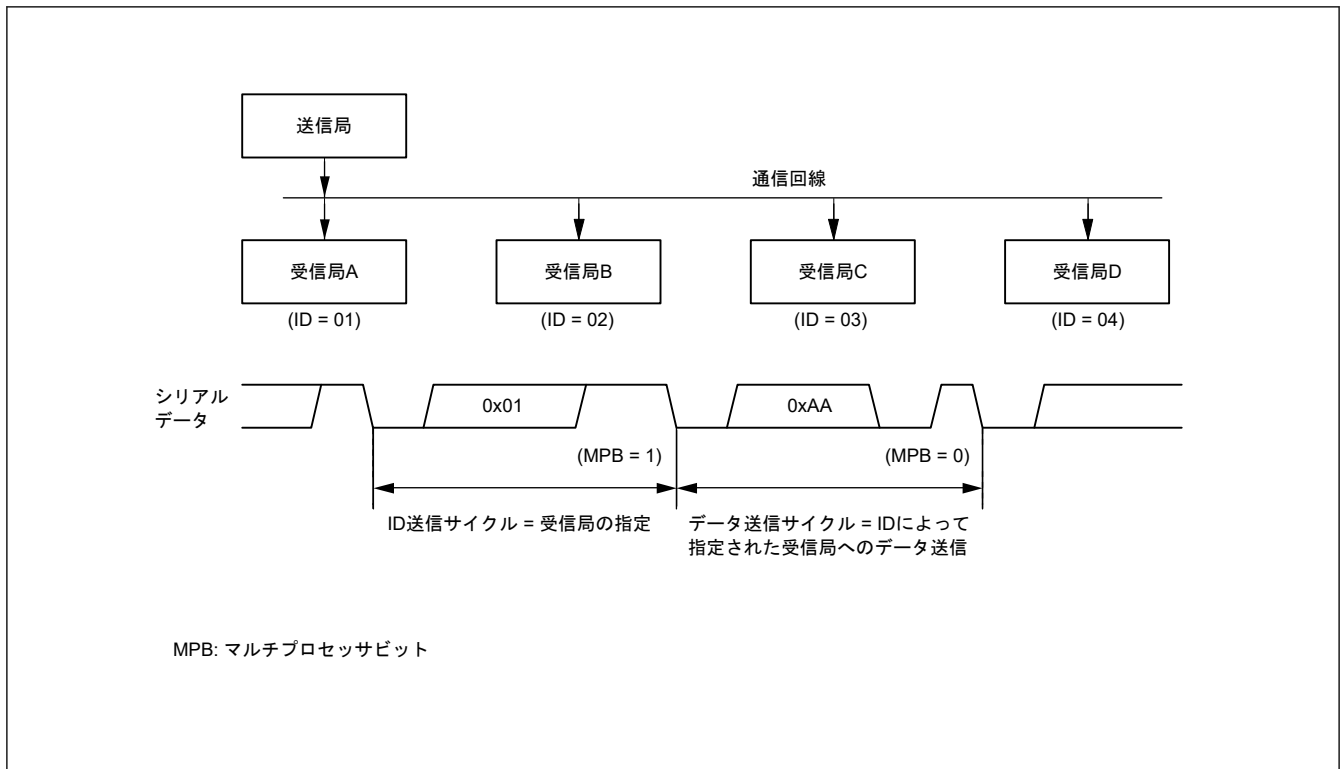 送信局
通信回線
受信局A
受信局B
受信局C
受信局D
(ID = 01)
(ID = 02)
(ID = 03)
(ID = 04)
シリアル
データ
0x01
0xAA
(MPB = 1)
(MPB = 0)
ID送信サイクル = 受信局の指定
データ送信サイクル = IDによって
指定された受信局へのデータ送信
MPB: マルチプロセッサビット